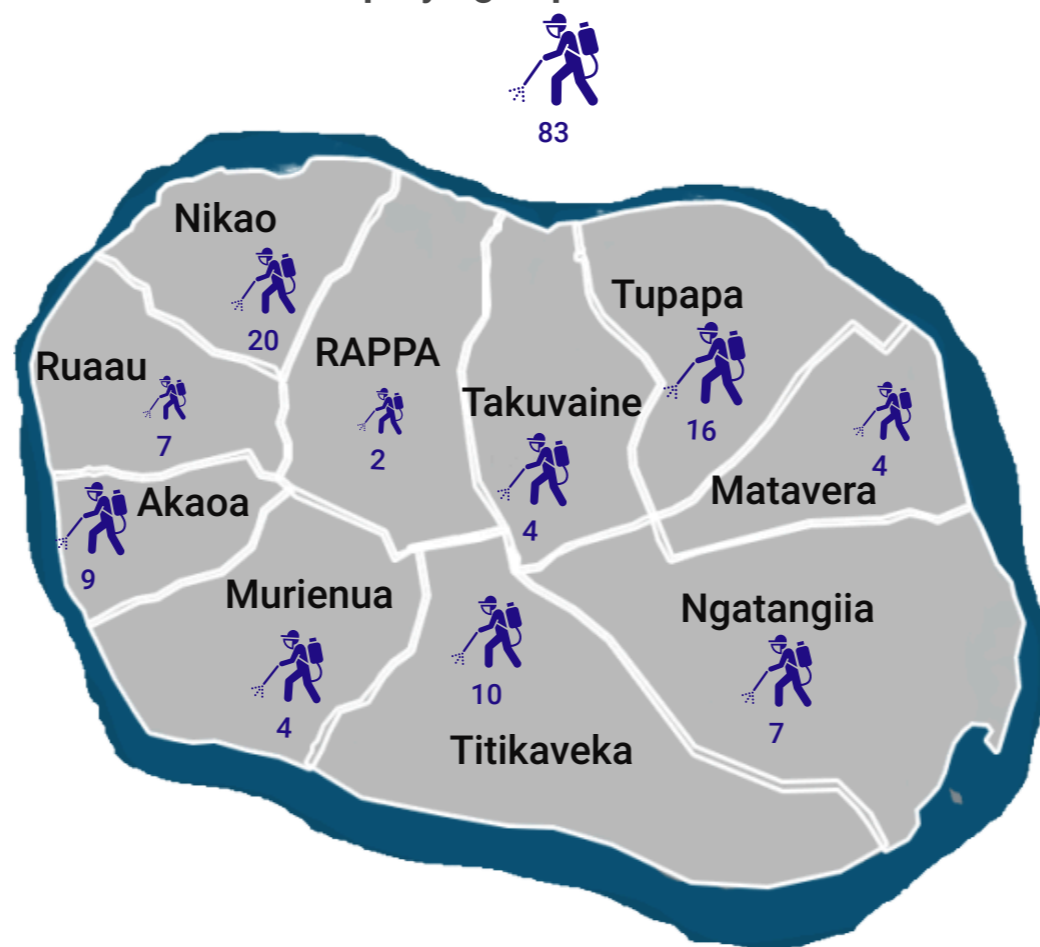 83
Nikao
20
Tupapa
16
RAPPA
2
Ruaau
7
Takuvaine
4
4
Matavera
Akaoa
9
Murienua
4
10
Titikaveka
Ngatangiia
7